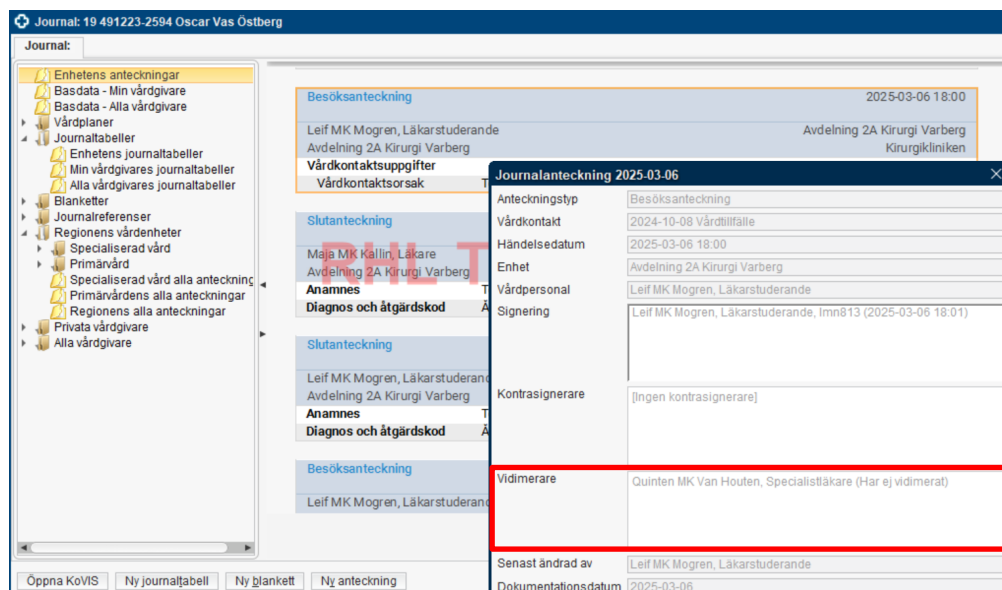 Journal: 19 491223-2594 Oscar Vas Östberg
Journal:
Enhetens anteckningar
Basdata - Min vårdgivare
Basdata - Alla vårdgivare
Vårdplaner
Journaltabeller
Enhetens journaltabeller
Min vårdgivares journaltabeller
Alla vårdgivares journaltabeller
Blanketter
Journalreferenser
Regionens vårdenheter
Specialiserad vård
Primärvård
Specialiserad vård alla anteckning
Primärvårdens alla anteckningar
Regionens alla anteckningar
Privata vårdgivare
Alla vårdgivare
Öppna KoVIS Ny journaltabell Ny blankett Ny anteckning
Besöksanteckning 2025-03-06 18:00
Leif MK Mogren, Läkarstuderande Avdelning 2A Kirurgi Varberg
Avdelning 2A Kirurgi Varberg Kirurgikliniken
Vårdkontaktsuppgifter
Vårdkontaktsorsak T
Slutanteckning
Maja MK Kallin, Läkare
Avdelning 2A Kirurgi Varberg
Anamnes T
Diagnos och åtgärdskod Ä
RHL T
Slutanteckning
Leif MK Mogren, Läkarstuderand
Avdelning 2A Kirurgi Varberg
Anamnes T
Diagnos och åtgärdskod Ä
Besöksanteckning
Leif MK Mogren, Läkarstuderand
Journalanteckning 2025-03-06
Anteckningstyp Besöksanteckning
Vårdkontakt 2024-10-08 Vårdtillfälle
Händelsedatum 2025-03-06 18:00
Enhet Avdelning 2A Kirurgi Varberg
Vårdpersonal Leif MK Mogren, Läkarstuderande
Signering Leif MK Mogren, Läkarstuderande, lmn813 (2025-03-06 18:01)
Kontrasignerare [Ingen kontrasignerare]
Vidimerare Quinten MK Van Houten, Specialistläkare (Har ej vidimerat)
Senast ändrad av Leif MK Mogren, Läkarstuderande
Dokumentationsdatum 2025-03-06